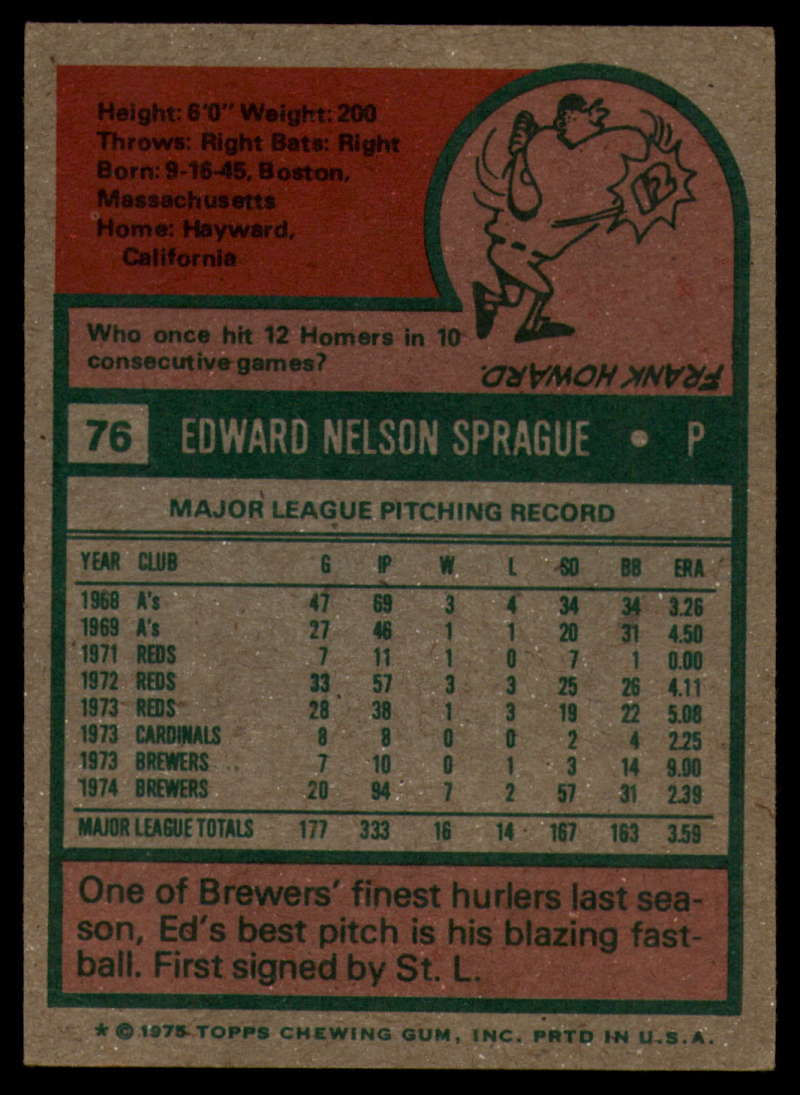 Height: 6'0" Weight: 200
Throws: Right Bats: Right
Born: 9-16-45, Boston,
Massachusetts
Home: Hayward,
California
12
Who once hit 12 Homers in 10
consecutive games?
FRANK HOWARD.
76 EDWARD NELSON SPRAGUE • P
MAJOR LEAGUE PITCHING RECORD
YEAR CLUB G IP W L SO BB ERA
1968 A's 47 69 3 4 34 34 3.26
1969 A's 27 46 1 1 20 31 4.50
1971 REDS 7 11 1 0 7 1 0.00
1972 REDS 33 57 3 3 25 26 4.11
1973 REDS 28 38 1 3 19 22 5.08
1973 CARDINALS 8 8 0 0 2 4 2.25
1973 BREWERS 7 10 0 1 3 14 9.00
1974 BREWERS 20 94 7 2 57 31 2.39
MAJOR LEAGUE TOTALS 177 333 16 14 167 163 3.59
One of Brewers' finest hurlers last sea-
son, Ed's best pitch is his blazing fast-
ball. First signed by St. L.
* © 1975 TOPPS CHEWING GUM, INC. PRTD IN U.S.A.